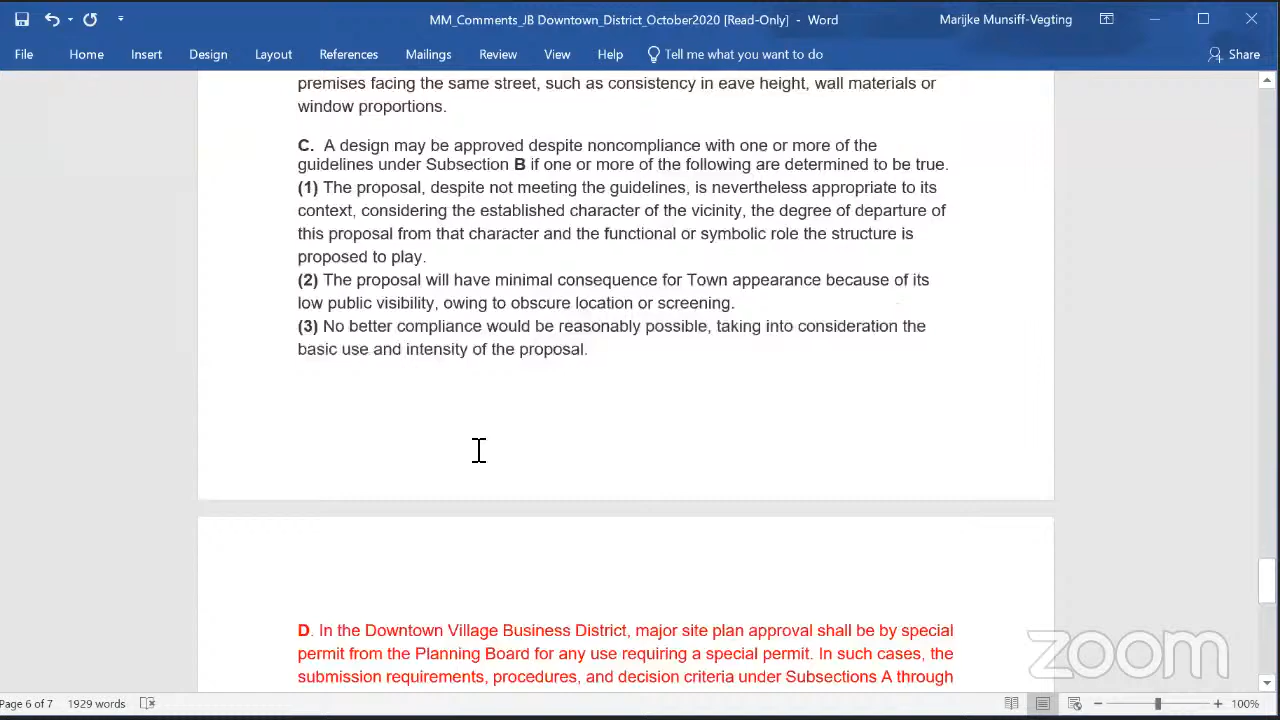 MM_Comments_JB Downtown_District_October2020 [Read-Only] - Word
Marijke Munsiff-Vegting
File Home Insert Design Layout References Mailings Review View Help Tell me what you want to do Share
premises facing the same street, such as consistency in eave height, wall materials or
window proportions.
C. A design may be approved despite noncompliance with one or more of the
guidelines under Subsection B if one or more of the following are determined to be true.
(1) The proposal, despite not meeting the guidelines, is nevertheless appropriate to its
context, considering the established character of the vicinity, the degree of departure of
this proposal from that character and the functional or symbolic role the structure is
proposed to play.
(2) The proposal will have minimal consequence for Town appearance because of its
low public visibility, owing to obscure location or screening.
(3) No better compliance would be reasonably possible, taking into consideration the
basic use and intensity of the proposal.
D. In the Downtown Village Business District, major site plan approval shall be by special
permit from the Planning Board for any use requiring a special permit. In such cases, the
submission requirements, procedures, and decision criteria under Subsections A through
zoom
Page 6 of 7 1929 words 100%